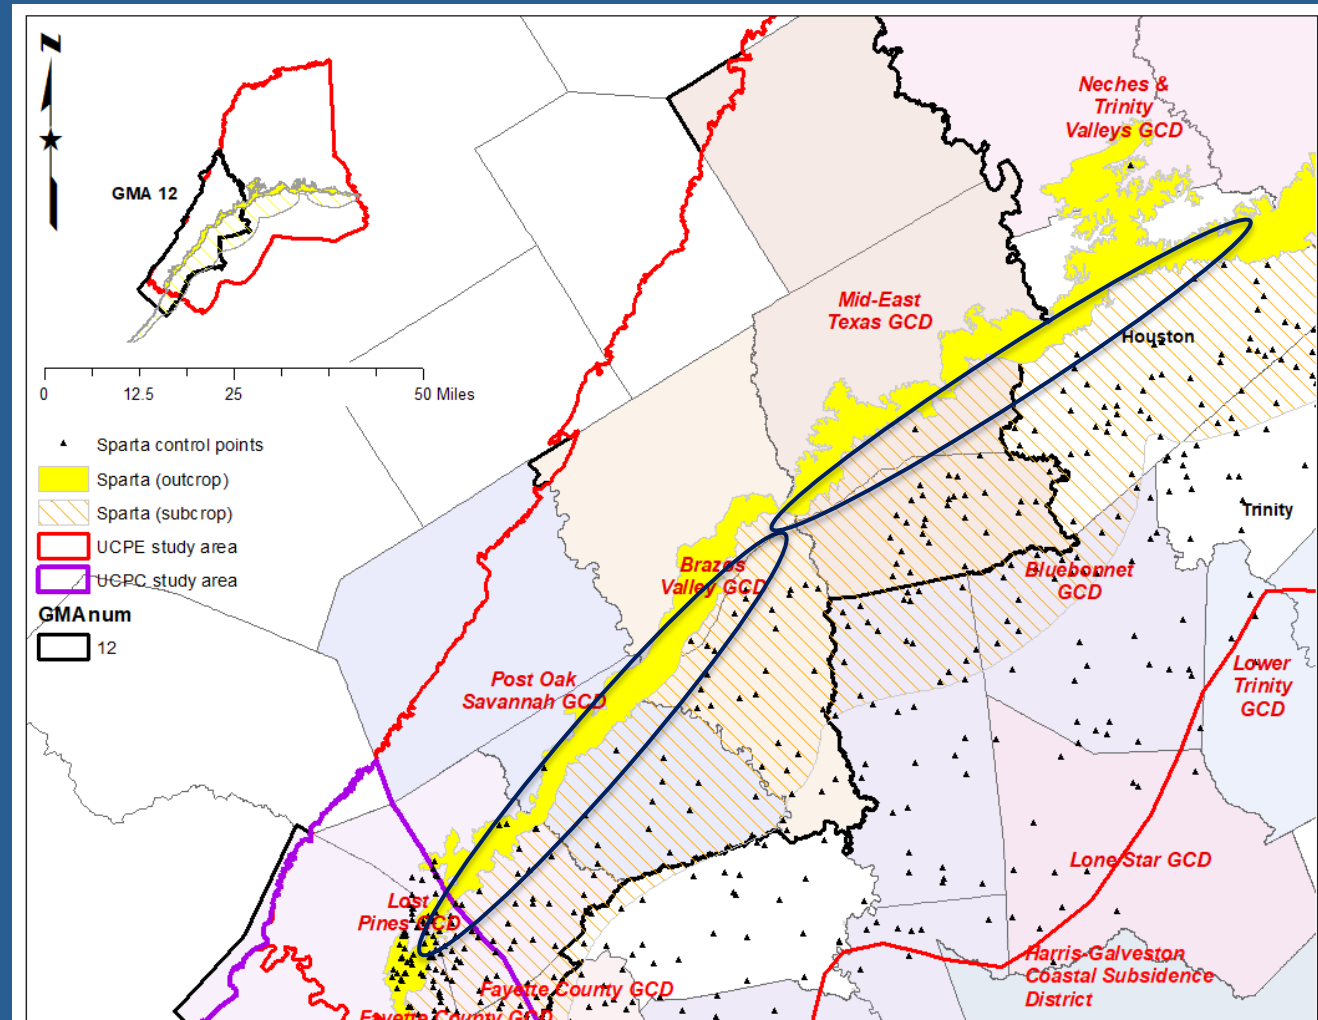 Z
GMA 12
0
12.5
25
50 Miles
Sparta control points
Sparta (outcrop)
Sparta (subcrop)
UCPE study area
UCPC study area
GMAnum
12
Neches &
Trinity
Valleys GCD
Mid-East
Texas GCD
Houston
Trinity
Brazos
Valley GCD
Bluebonnet
GCD
Post Oak
Savannah GCD
Lower
Trinity
GCD
Lone Star GCD
Lost
Pines GCD
Harris-Galveston
Coastal Subsidence
District
Fayette County GCD
Fayette County GCD